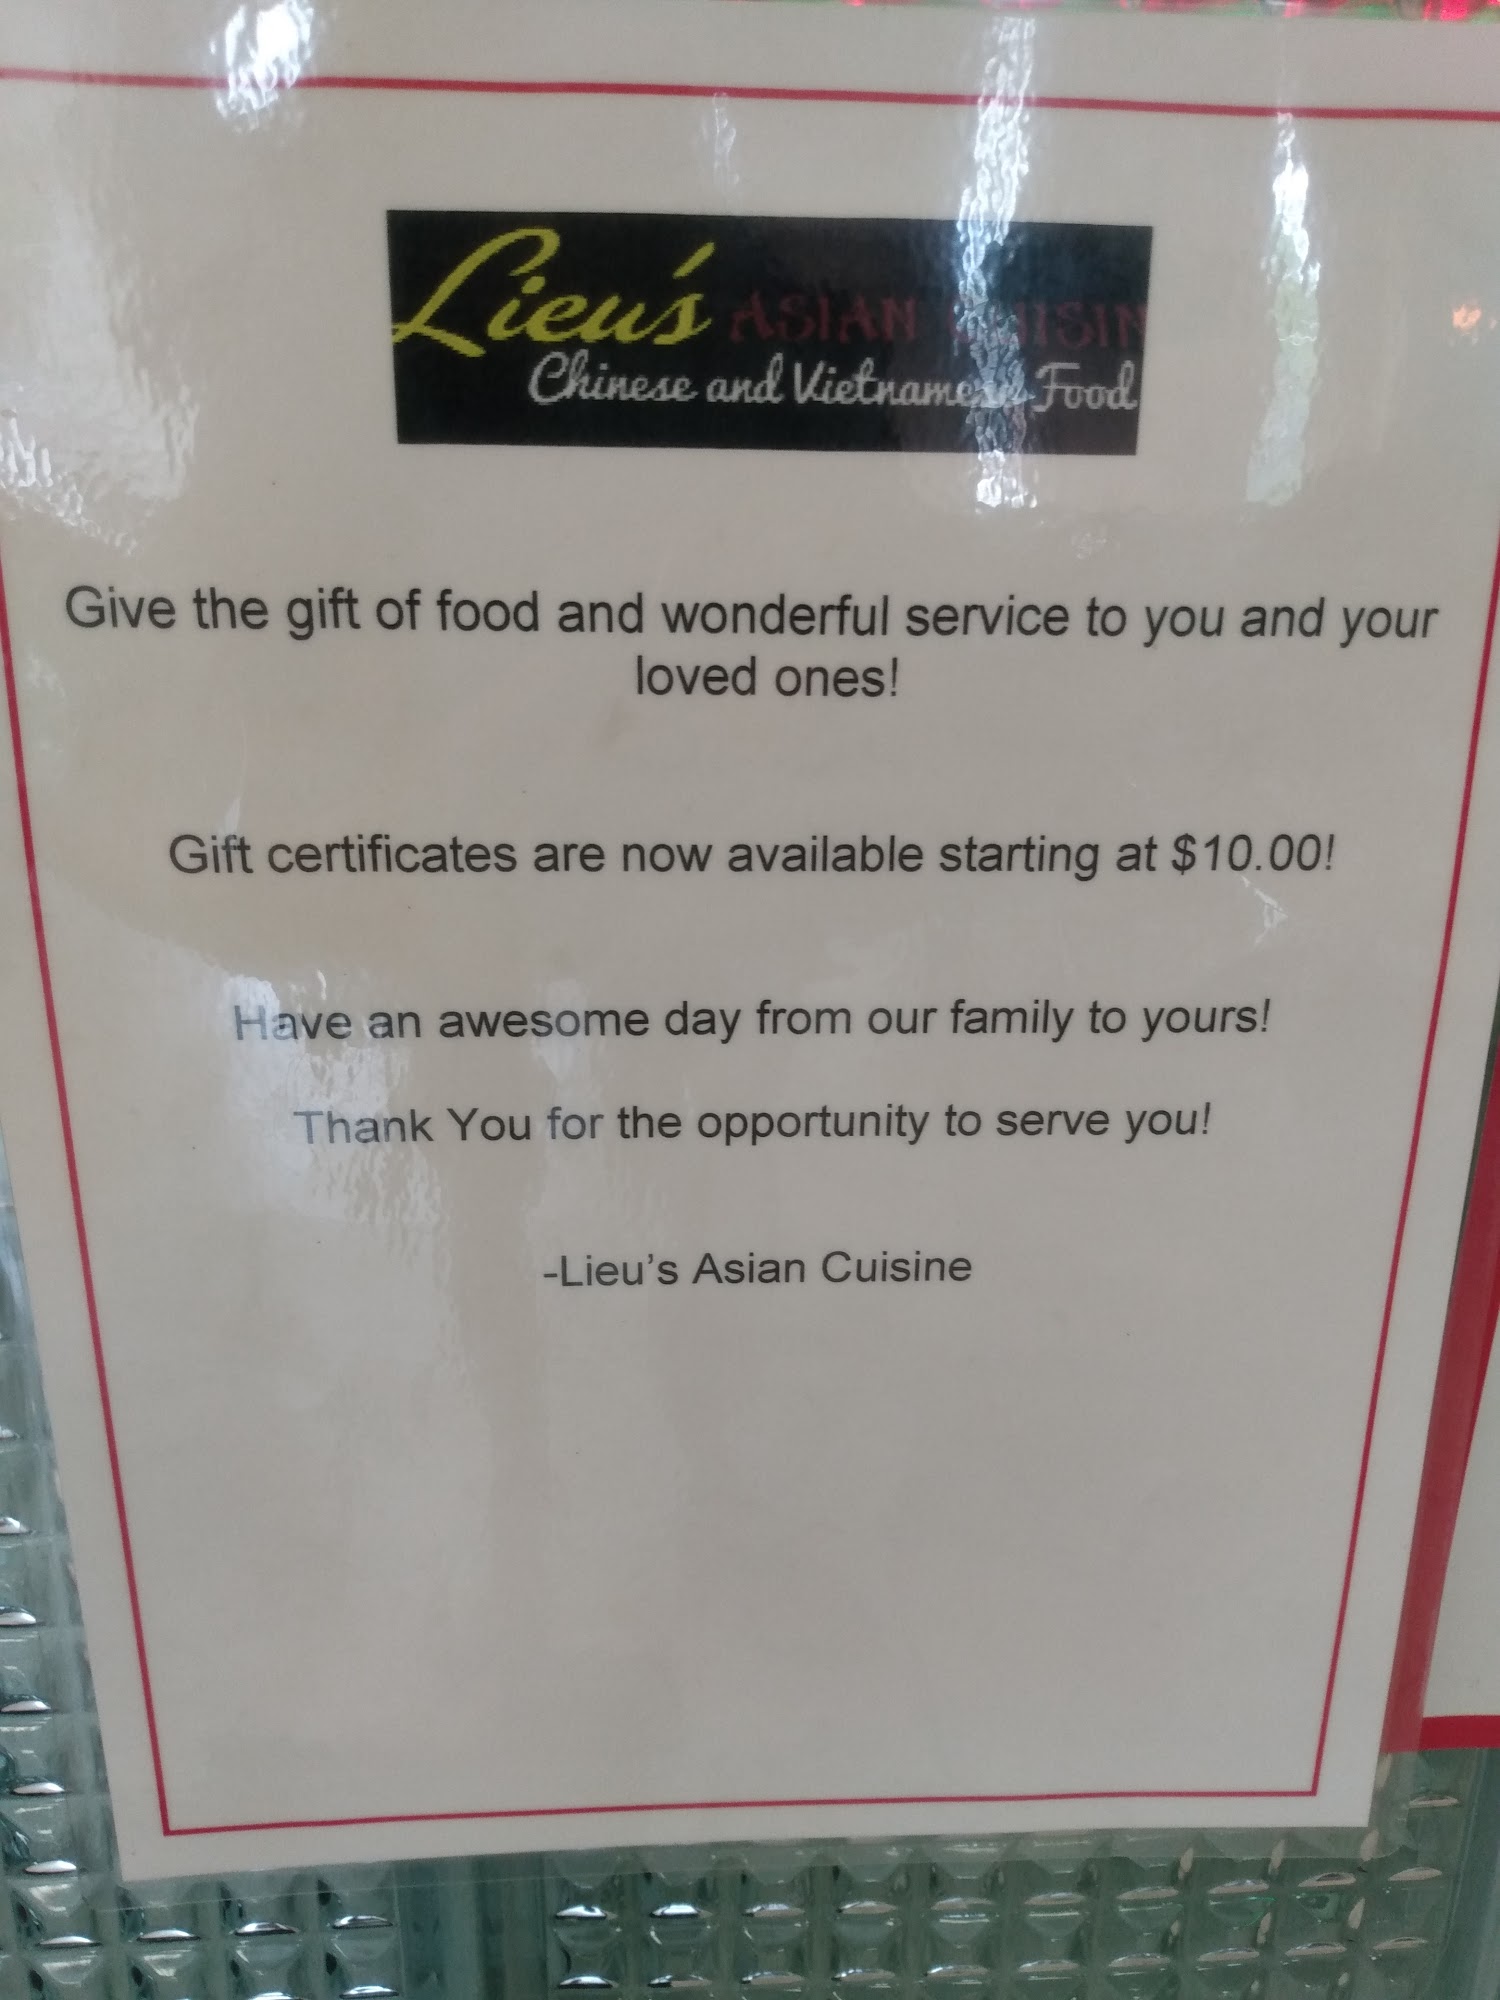 Lieu's ASIAN CUISIN
Chinese and Vietnamese Food
Give the gift of food and wonderful service to you and your
loved ones!
Gift certificates are now available starting at $10.00!
Have an awesome day from our family to yours!
Thank You for the opportunity to serve you!
-Lieu’s Asian Cuisine